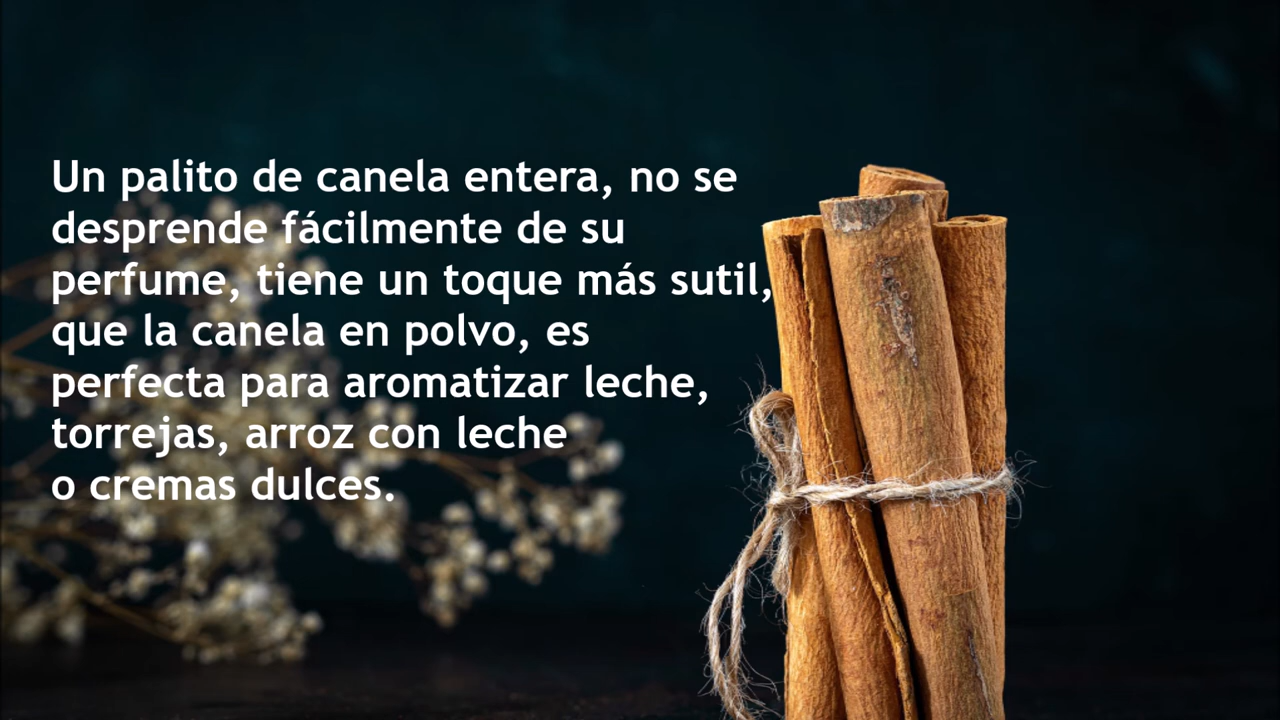 Un palito de canela entera, no se
desprende fácilmente de su
perfume, tiene un toque más sutil,
que la canela en polvo, es
perfecta para aromatizar leche,
torrejas, arroz con leche
o cremas dulces.